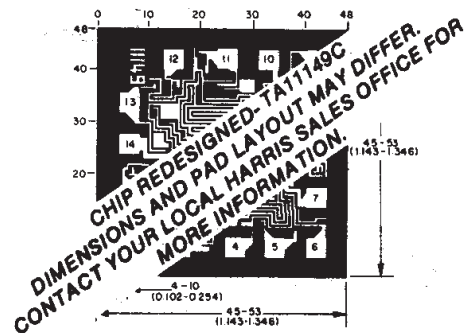 0 10 20 30 40 48
48
40
30
20
12 11 10
13
14
7
4 5 6
CHIP REDESIGNED - TA11149C
DIMENSIONS AND PAD LAYOUT MAY DIFFER.
CONTACT YOUR LOCAL HARRIS SALES OFFICE FOR
MORE INFORMATION.
45-53
(1.143-1.346)
4-10
(0.102-0.254)
45-53
(1.143-1.346)